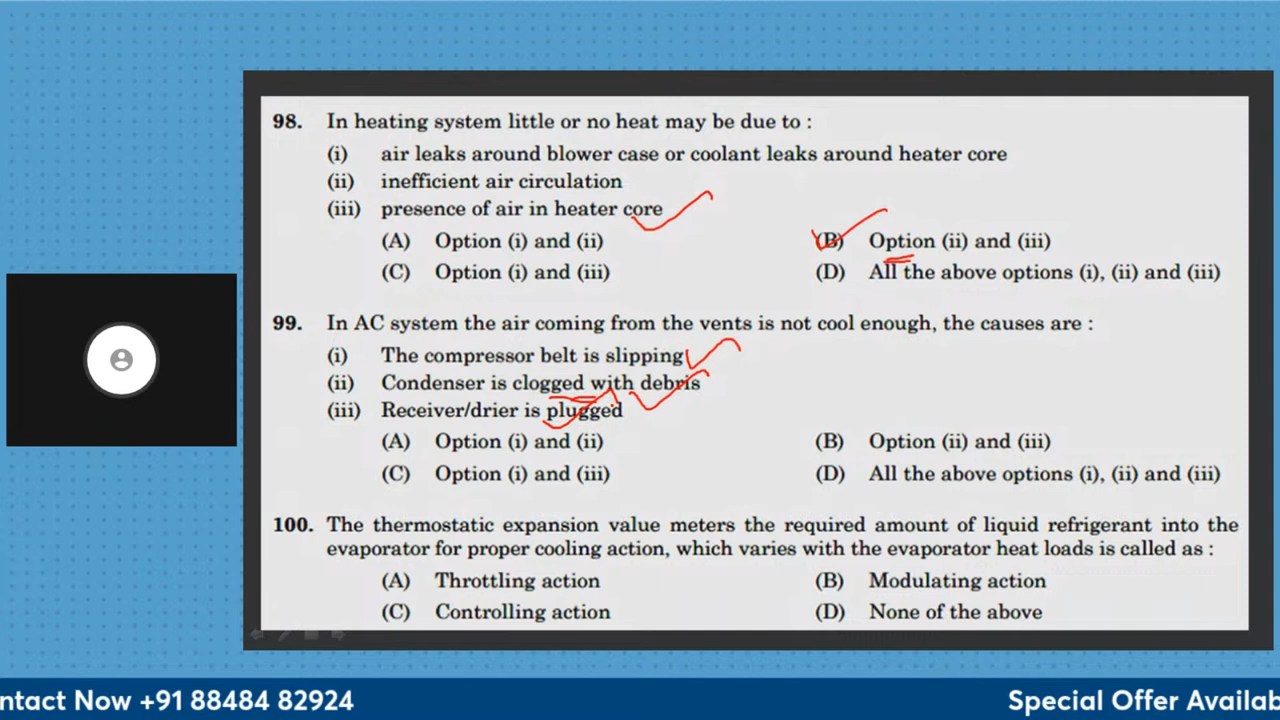 98. In heating system little or no heat may be due to :
(i) air leaks around blower case or coolant leaks around heater core
(ii) inefficient air circulation
(iii) presence of air in heater core
(A) Option (i) and (ii) (B) Option (ii) and (iii)
(C) Option (i) and (iii) (D) All the above options (i), (ii) and (iii)
99. In AC system the air coming from the vents is not cool enough, the causes are :
(i) The compressor belt is slipping
(ii) Condenser is clogged with debris
(iii) Receiver/drier is plugged
(A) Option (i) and (ii) (B) Option (ii) and (iii)
(C) Option (i) and (iii) (D) All the above options (i), (ii) and (iii)
100. The thermostatic expansion value meters the required amount of liquid refrigerant into the
evaporator for proper cooling action, which varies with the evaporator heat loads is called as :
(A) Throttling action (B) Modulating action
(C) Controlling action (D) None of the above
ntact Now +91 88484 82924 Special Offer Availab